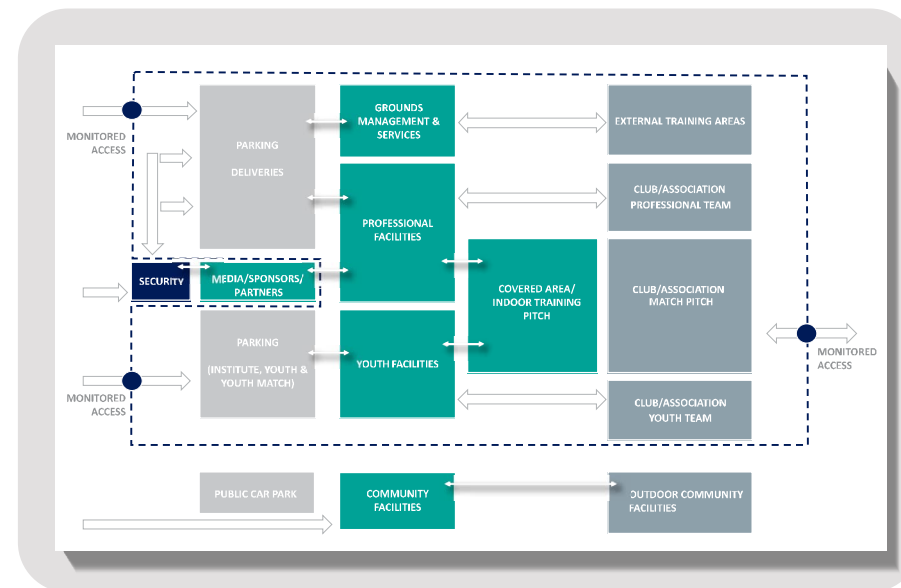 GROUNDS
MANAGEMENT &
SERVICES
EXTERNAL TRAINING AREAS
MONITORED
ACCESS
PARKING
DELIVERIES
CLUB/ASSOCIATION
PROFESSIONAL TEAM
PROFESSIONAL
FACILITIES
SECURITY
MEDIA/SPONSORS/
PARTNERS
COVERED AREA/
INDOOR TRAINING
PITCH
CLUB/ASSOCIATION
MATCH PITCH
PARKING
(INSTITUTE, YOUTH &
YOUTH MATCH)
YOUTH FACILITIES
MONITORED
ACCESS
MONITORED
ACCESS
CLUB/ASSOCIATION
YOUTH TEAM
PUBLIC CAR PARK
COMMUNITY
FACILITIES
OUTDOOR COMMUNITY
FACILITIES